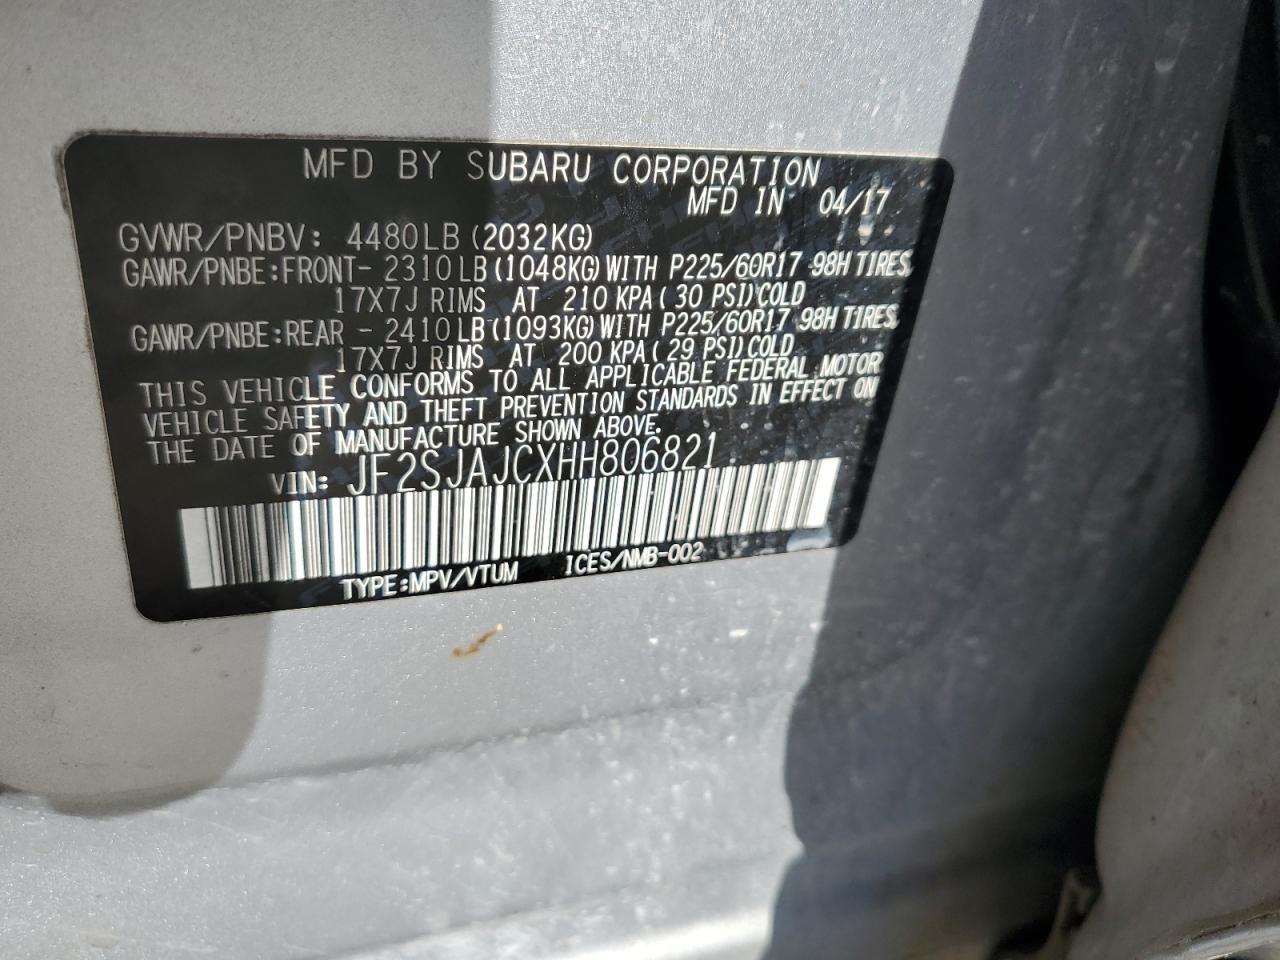 MFD BY SUBARU CORPORATION
MFD IN 04/17
GVWR/PNBV: 4480LB (2032KG)
GAWR/PNBE:FRONT- 2310LB(1048KG)WITH P225/60R17 98H TIRES,
17X7J RIMS AT 210 KPA(30 PSI)COLD
GAWR/PNBE:REAR - 2410LB(1093KG)WITH P225/60R17 98H TIRES,
17X7J RIMS AT 200 KPA(29 PSI)COLD
THIS VEHICLE CONFORMS TO ALL APPLICABLE FEDERAL MOTOR
VEHICLE SAFETY AND THEFT PREVENTION STANDARDS IN EFFECT ON
THE DATE OF MANUFACTURE SHOWN ABOVE.
VIN: JF2SJAJCXHH806821
TYPE:MPV/VTUM ICES/NMB-002